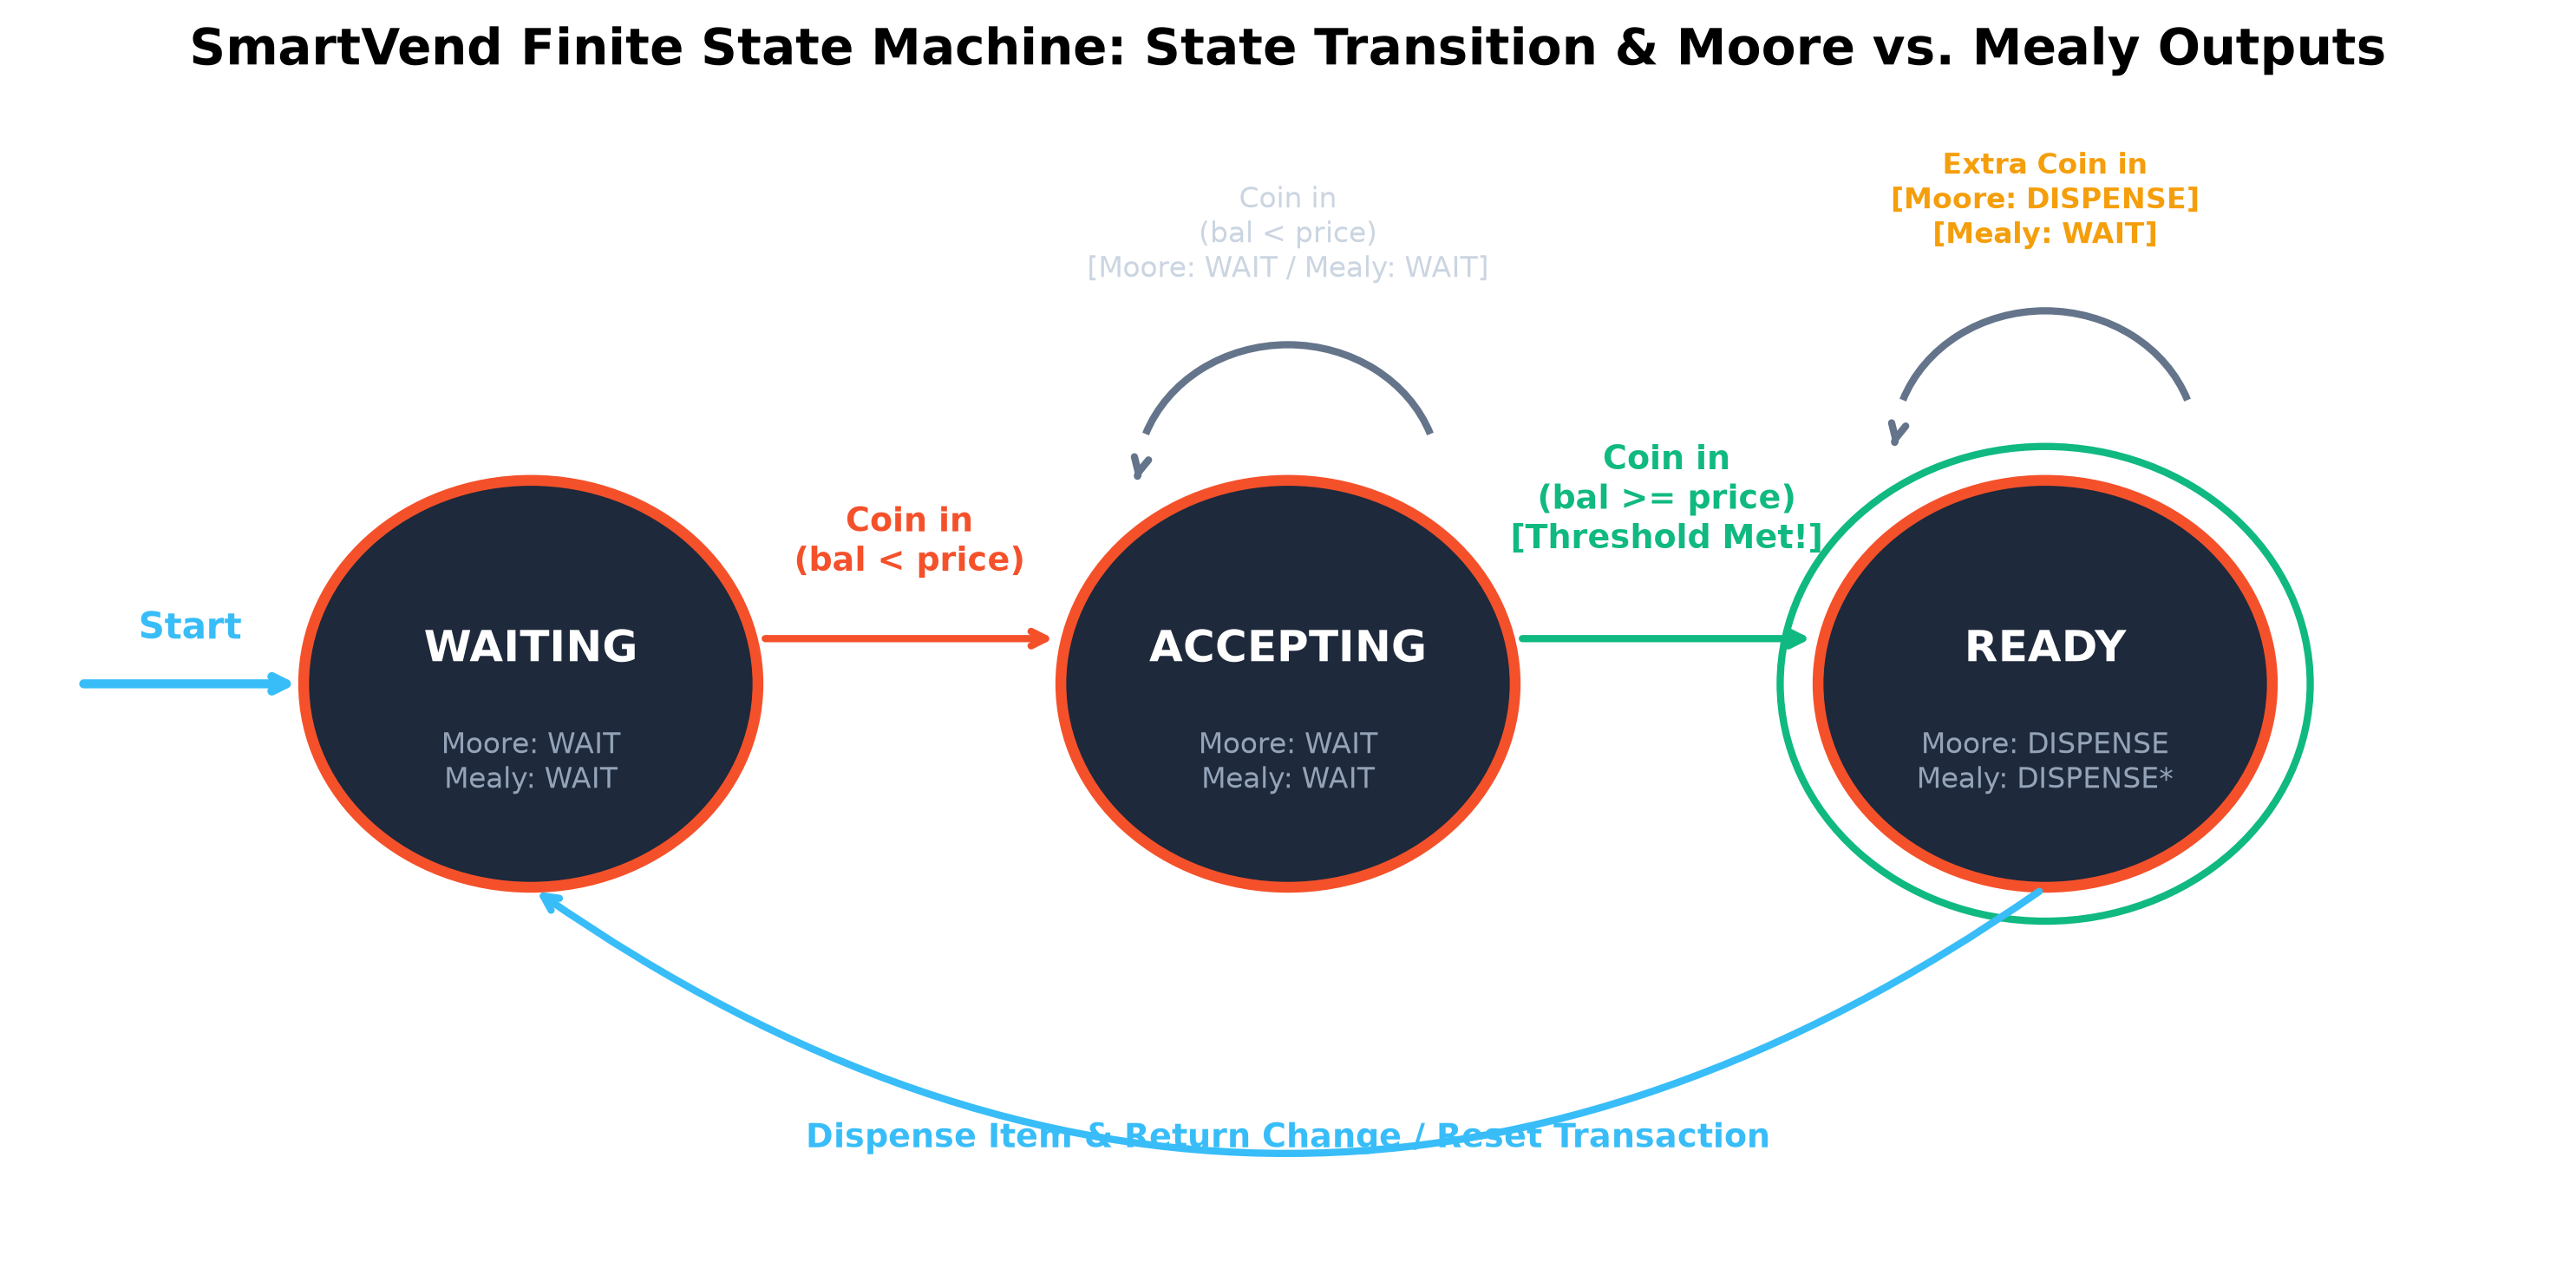 SmartVend Finite State Machine: State Transition & Moore vs. Mealy Outputs
Extra Coin in
[Moore: DISPENSE]
[Mealy: WAIT]
Coin in
(bal < price)
[Moore: WAIT / Mealy: WAIT]
Coin in
(bal >= price)
[Threshold Met!]
Coin in
(bal < price)
Start
WAITING
Moore: WAIT
Mealy: WAIT
ACCEPTING
Moore: WAIT
Mealy: WAIT
READY
Moore: DISPENSE
Mealy: DISPENSE*
Dispense Item & Return Change / Reset Transaction